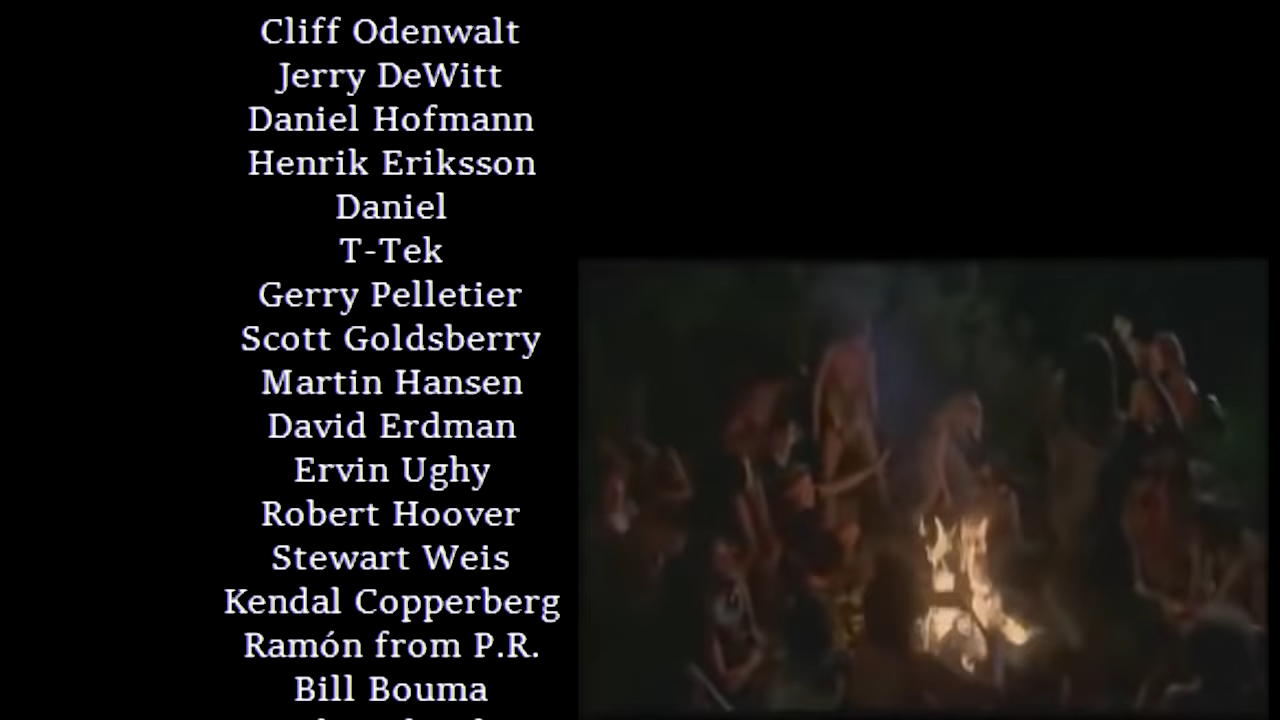 Cliff Odenwalt
Jerry DeWitt
Daniel Hofmann
Henrik Eriksson
Daniel
T-Tek
Gerry Pelletier
Scott Goldsberry
Martin Hansen
David Erdman
Ervin Ughy
Robert Hoover
Stewart Weis
Kendal Copperberg
Ramón from P.R.
Bill Bouma